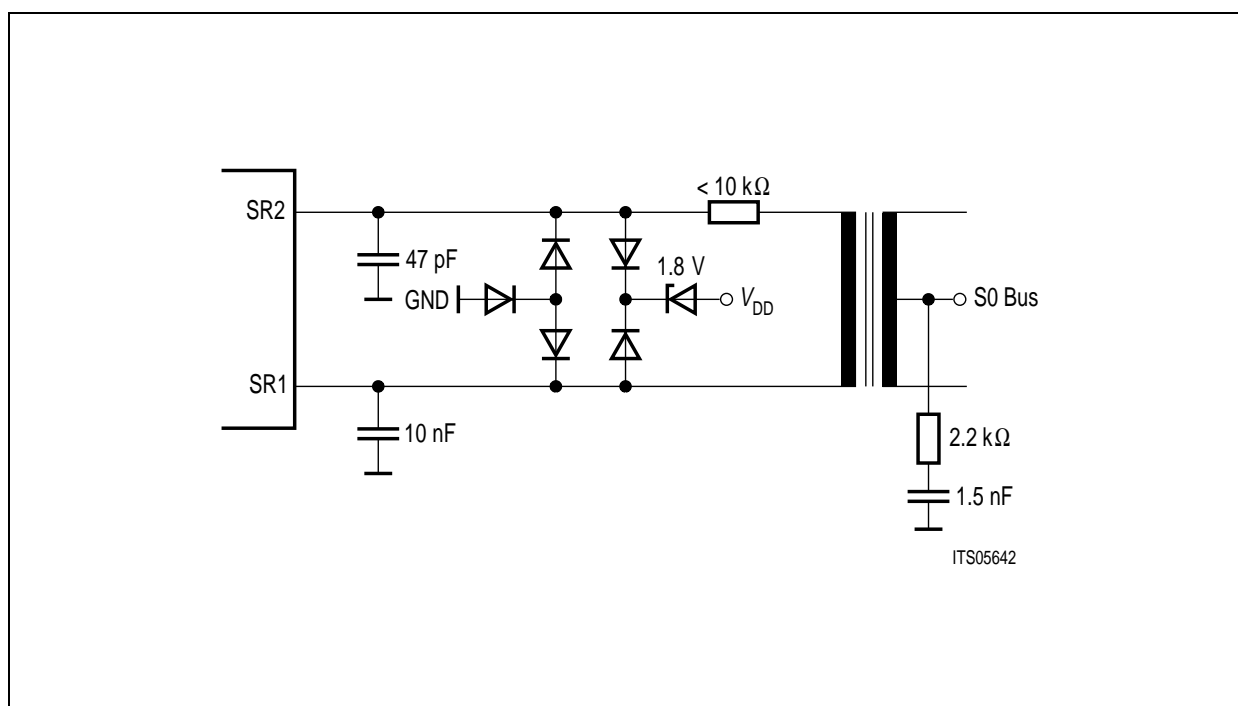 < 10 kΩ
SR2
47 pF
1.8 V
GND
V_DD
S0 Bus
SR1
10 nF
2.2 kΩ
1.5 nF
ITS05642